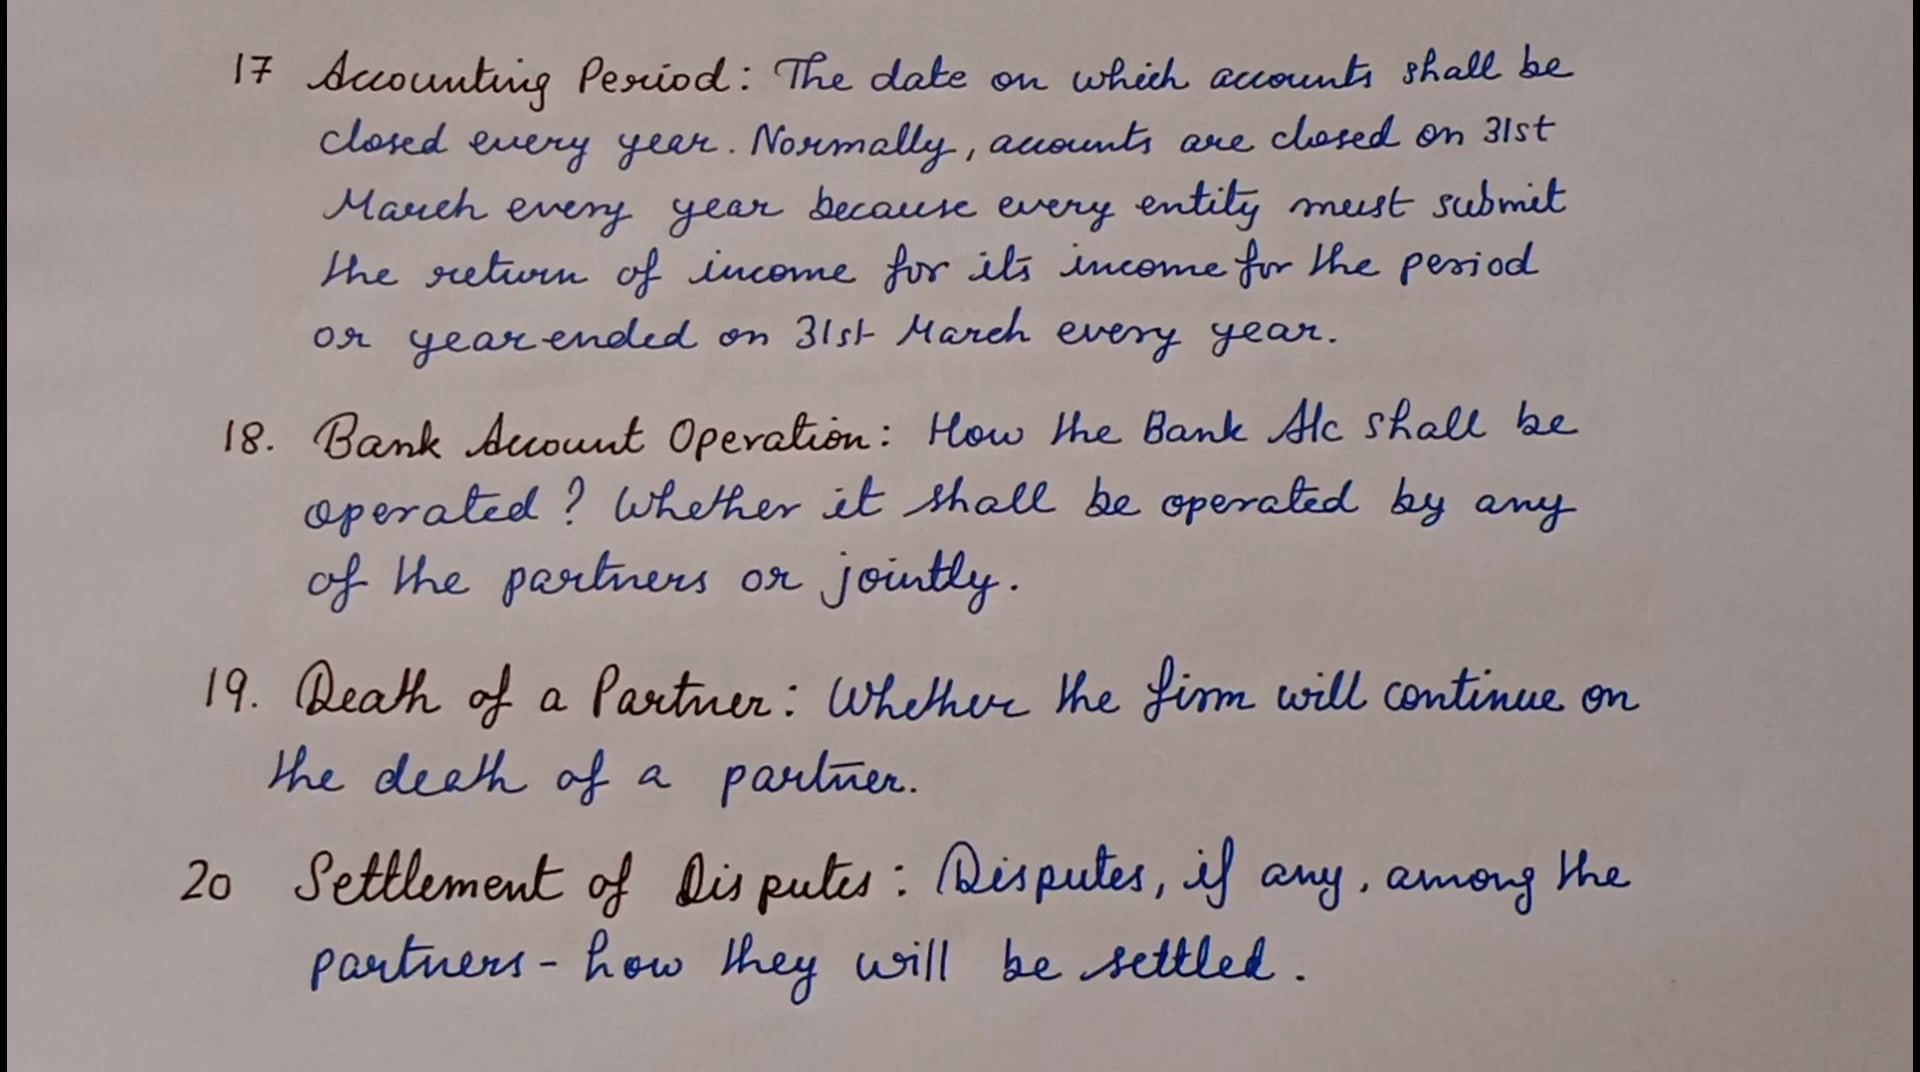 17 Accounting Period: The date on which accounts shall be
closed every year. Normally, accounts are closed on 31st
March every year because every entity must submit
the return of income for its income for the period
or year ended on 31st March every year.
18. Bank Account Operation: How the Bank A/c shall be
operated? Whether it shall be operated by any
of the partners or jointly.
19. Death of a Partner: Whether the firm will continue on
the death of a partner.
20 Settlement of Disputes: Disputes, if any, among the
partners - how they will be settled.